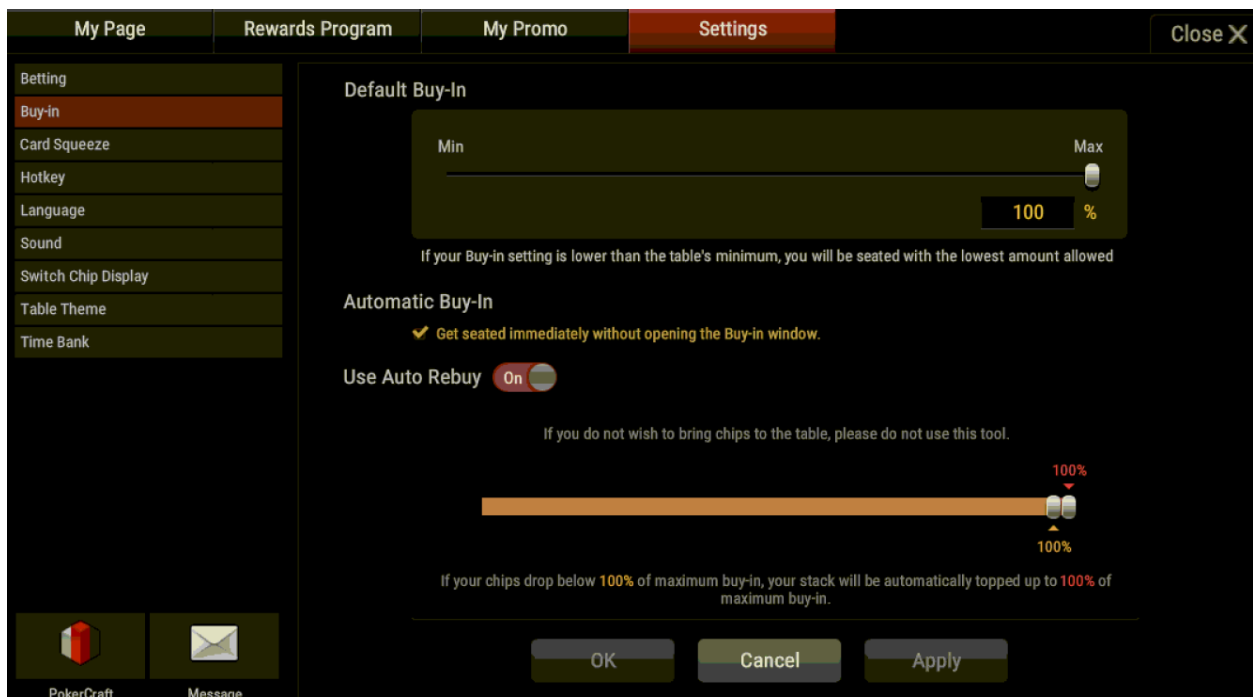 My Page
Rewards Program
My Promo
Settings
Close
Betting
Buy-in
Card Squeeze
Hotkey
Language
Sound
Switch Chip Display
Table Theme
Time Bank
Default Buy-In
Min
Max
100 %
If your Buy-in setting is lower than the table's minimum, you will be seated with the lowest amount allowed
Automatic Buy-In
Get seated immediately without opening the Buy-in window.
Use Auto Rebuy On
If you do not wish to bring chips to the table, please do not use this tool.
100%
100%
If your chips drop below 100% of maximum buy-in, your stack will be automatically topped up to 100% of
maximum buy-in.
OK
Cancel
Apply
PokerCraft
Message